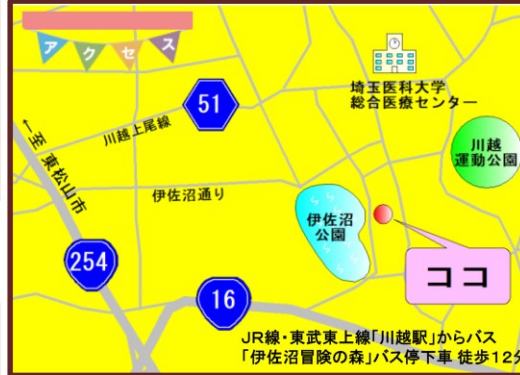 アクセス
51
埼玉医科大学
総合医療センター
川越上尾線
川越
運動公園
←至 東松山市
伊佐沼通り
伊佐沼
公園
254
16
ココ
JR線・東武東上線「川越駅」からバス
「伊佐沼冒険の森」バス停下車 徒歩12分